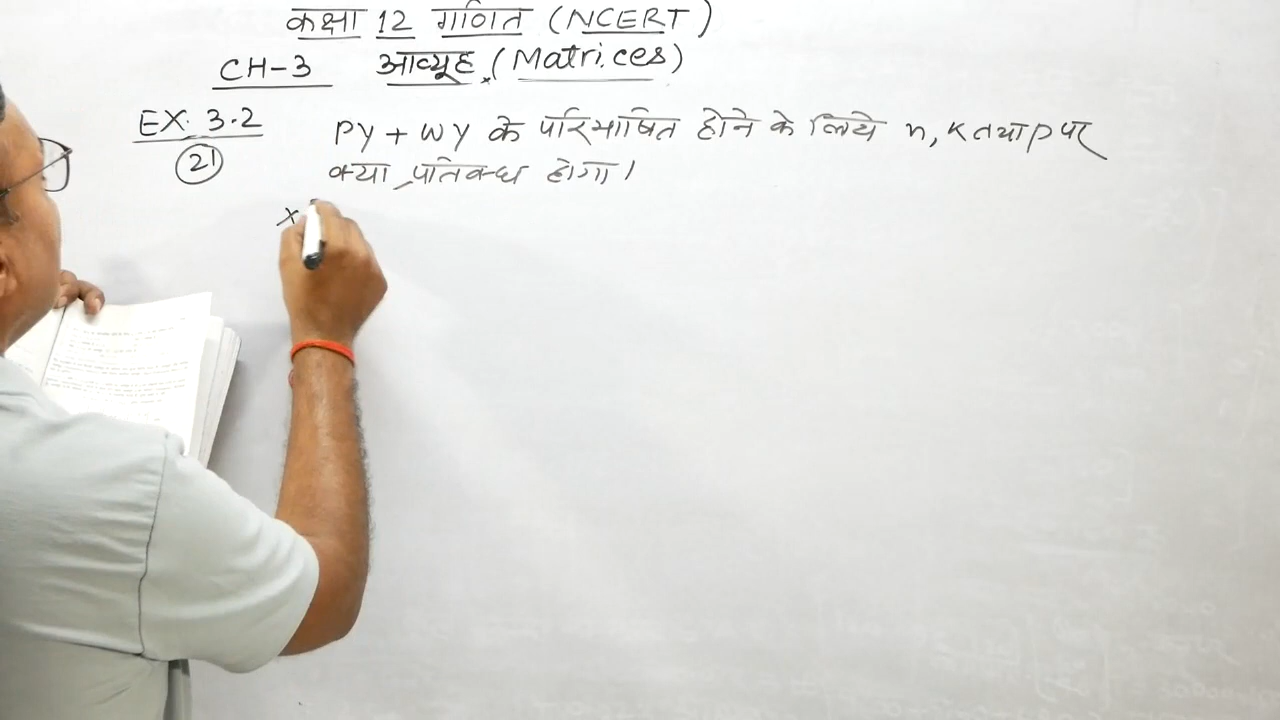 कक्षा 12 गणित (NCERT)
CH-3 आव्यूह (Matrices)
EX. 3.2
21
PY + WY के परिभाषित होने के लिये n, K तथा p पर
क्या प्रतिबन्ध होगा।
X